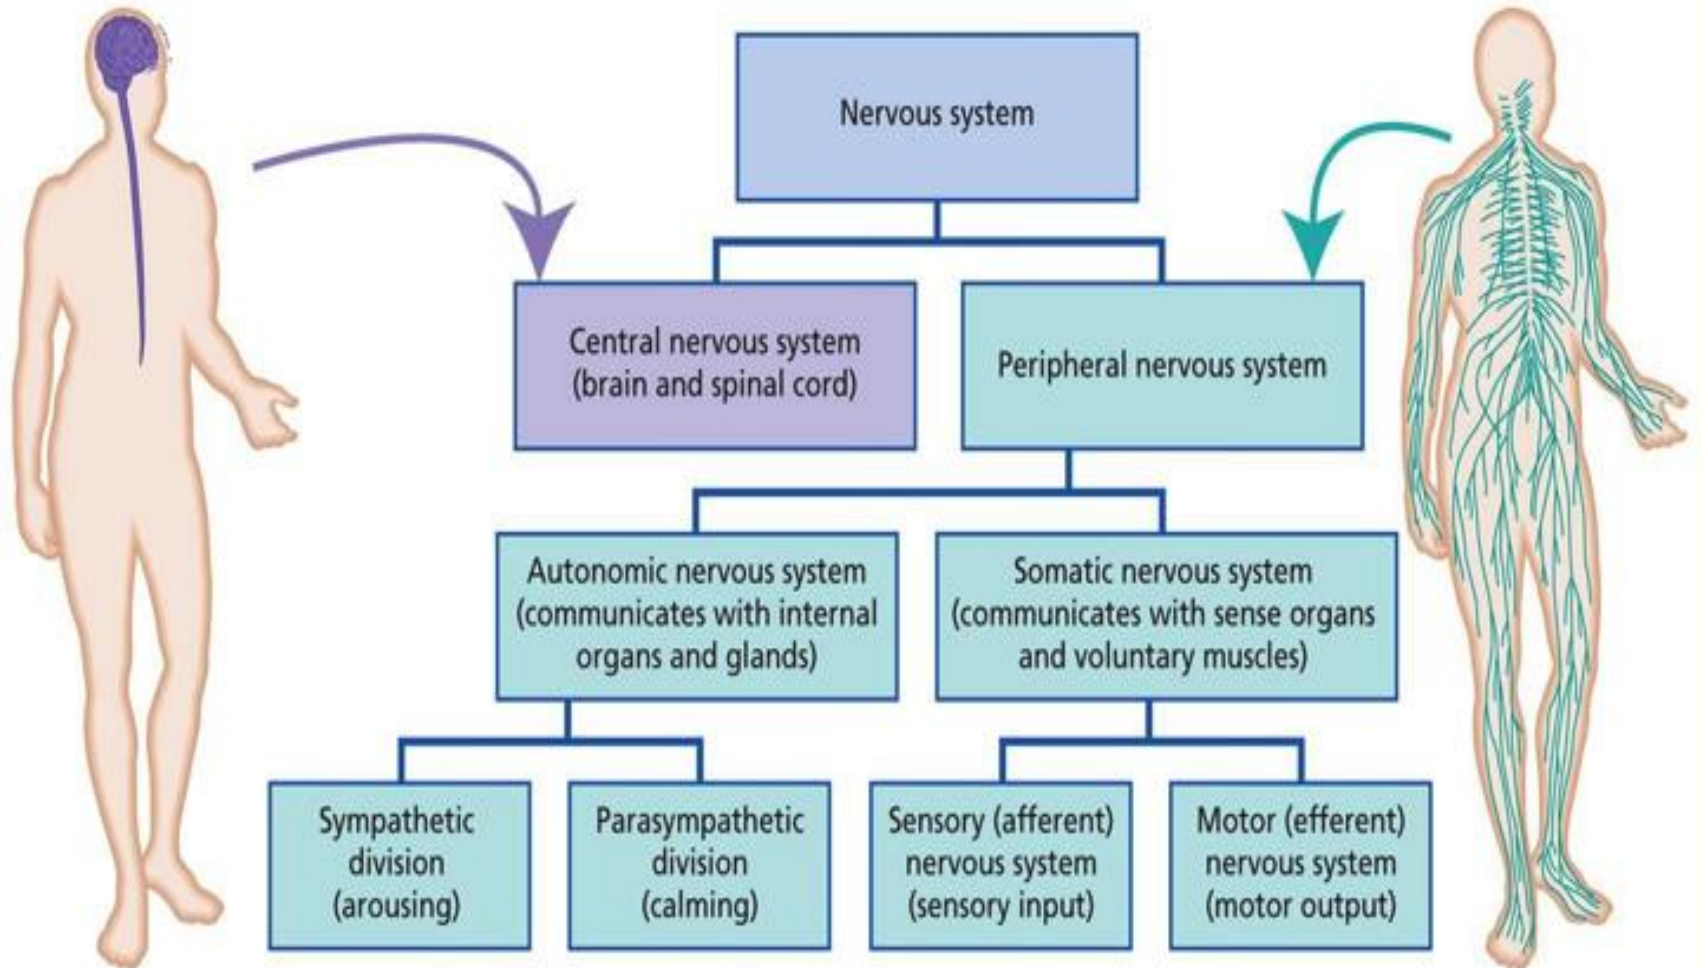 Nervous system
Central nervous system
(brain and spinal cord)
Peripheral nervous system
Autonomic nervous system
(communicates with internal
organs and glands)
Somatic nervous system
(communicates with sense organs
and voluntary muscles)
Sympathetic
division
(arousing)
Parasympathetic
division
(calming)
Sensory (afferent)
nervous system
(sensory input)
Motor (efferent)
nervous system
(motor output)